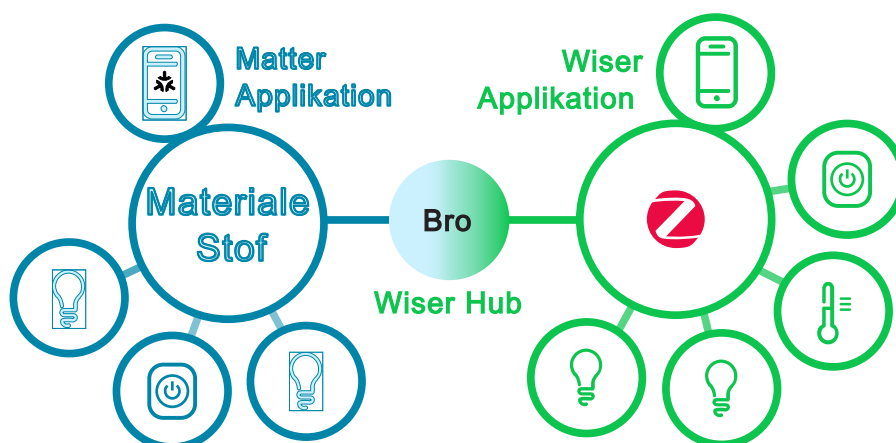 Matter
Applikation
Wiser
Applikation
Materiale
Stof
Bro
Wiser Hub